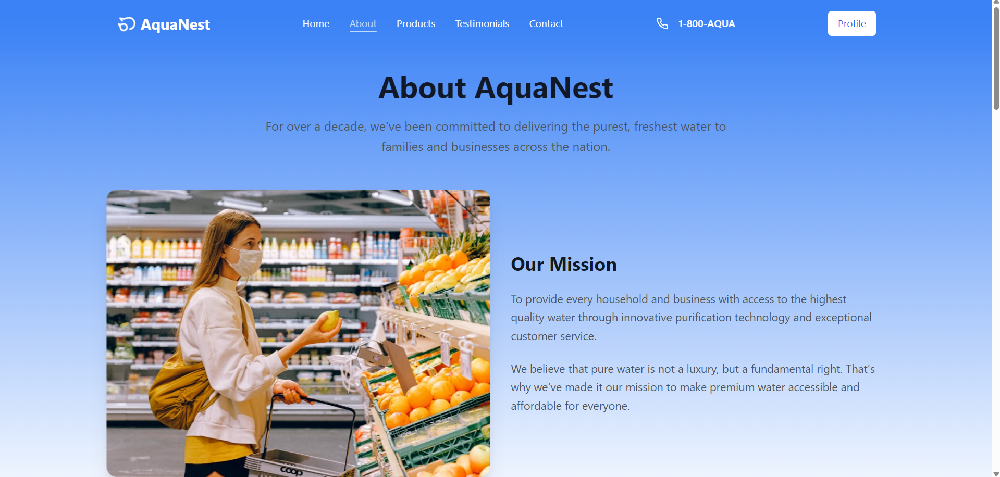 AquaNest
Home
About
Products
Testimonials
Contact
1-800-AQUA
Profile
About AquaNest
For over a decade, we've been committed to delivering the purest, freshest water to
families and businesses across the nation.
Our Mission
To provide every household and business with access to the highest
quality water through innovative purification technology and exceptional
customer service.
We believe that pure water is not a luxury, but a fundamental right. That's
why we've made it our mission to make premium water accessible and
affordable for everyone.
coop